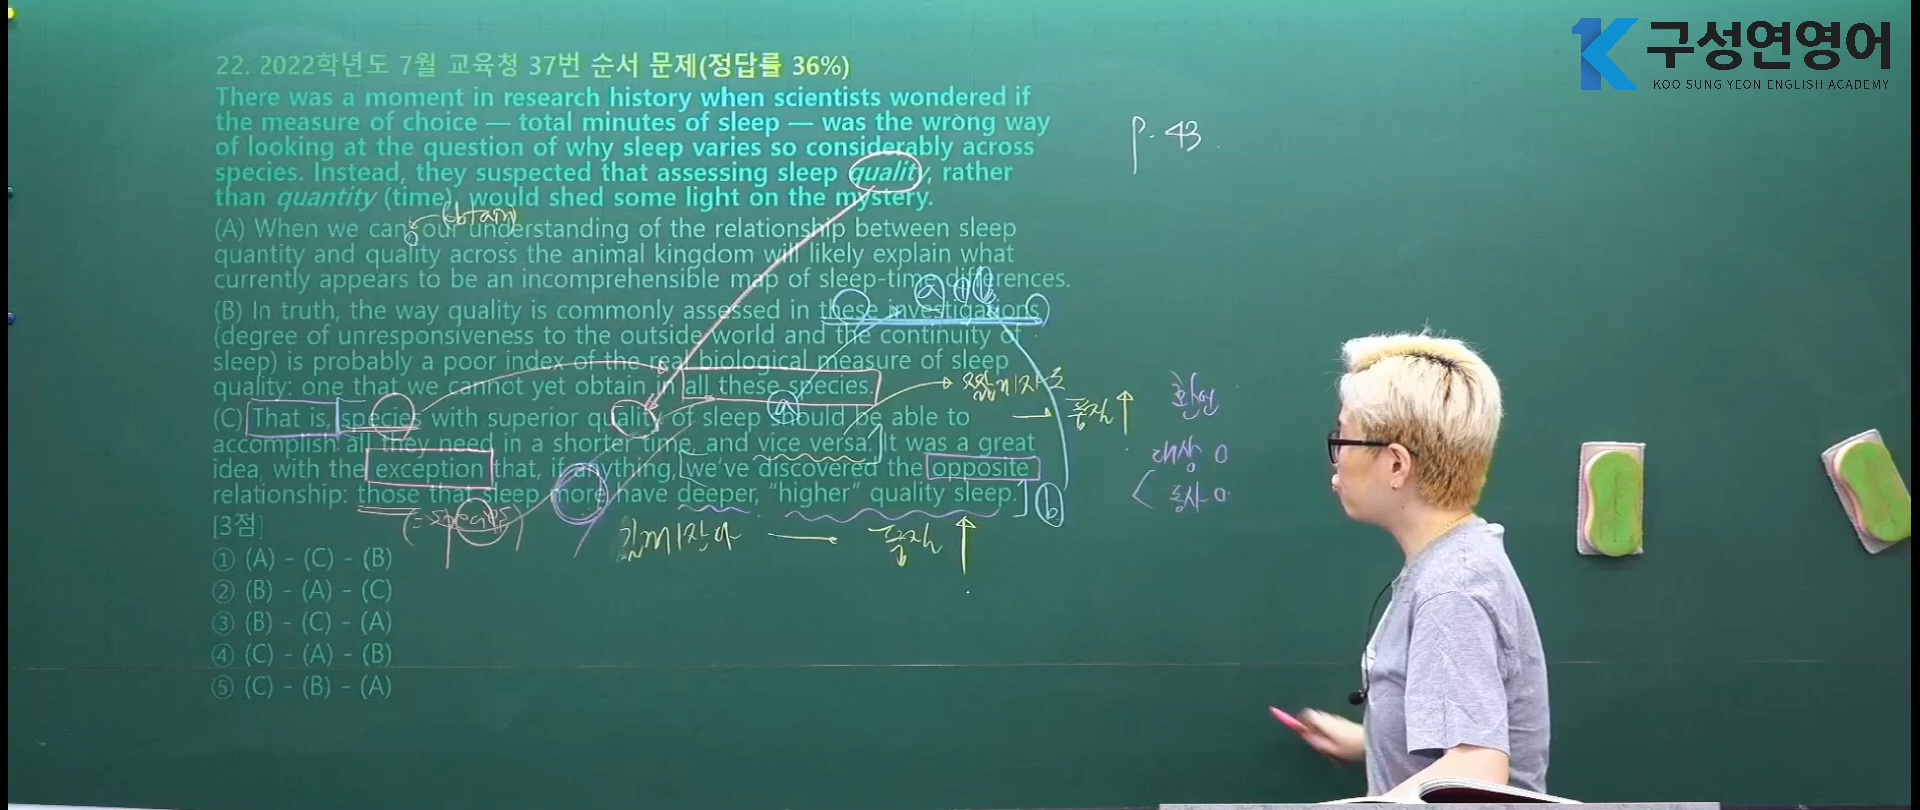 구성연영어
KOO SUNG YEON ENGLISH ACADEMY
22. 2022학년도 7월 교육청 37번 순서 문제(정답률 36%)
There was a moment in research history when scientists wondered if
the measure of choice — total minutes of sleep — was the wrong way
of looking at the question of why sleep varies so considerably across
species. Instead, they suspected that assessing sleep quality, rather
than quantity (time), would shed some light on the mystery.
(obtain)
(A) When we can our understanding of the relationship between sleep
quantity and quality across the animal kingdom will likely explain what
currently appears to be an incomprehensible map of sleep-time differences.
(B) In truth, the way quality is commonly assessed in these investigations
(degree of unresponsiveness to the outside world and the continuity of
sleep) is probably a poor index of the real biological measure of sleep
quality: one that we cannot yet obtain in all these species.
(C) That is, species with superior quality of sleep should be able to
accomplish all they need in a shorter time, and vice versa. It was a great
idea, with the exception that, if anything, we've discovered the opposite
relationship: those that sleep more have deeper, "higher" quality sleep.
[3점]
① (A) - (C) - (B)
② (B) - (A) - (C)
③ (B) - (C) - (A)
④ (C) - (A) - (B)
⑤ (C) - (B) - (A)
p. 43
a
b
(=species)
품질 ↑
대상 O